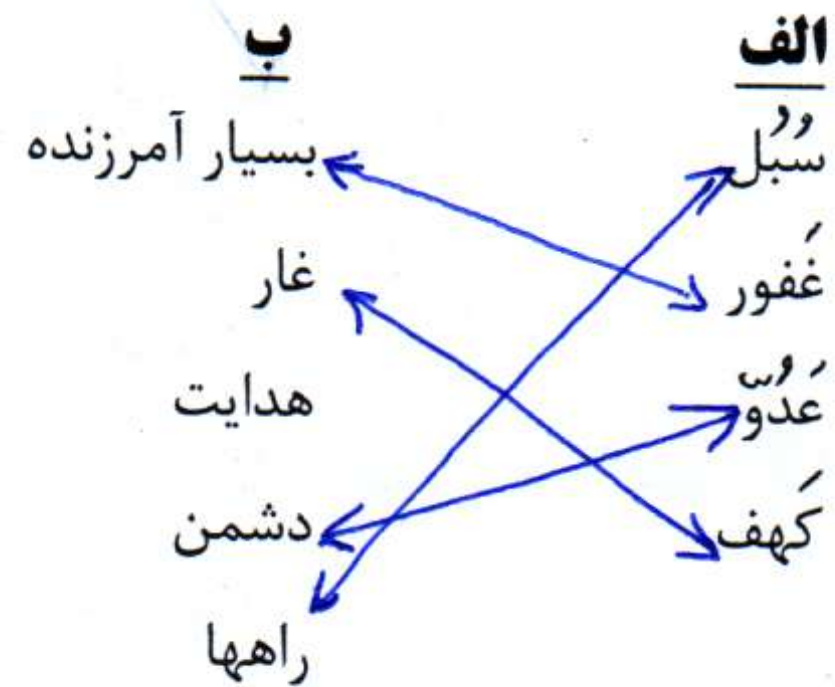 الف ب
سُبُل بسیار آمرزنده
غَفور غار
عَدُوّ هدایت
کَهف دشمن
راهها